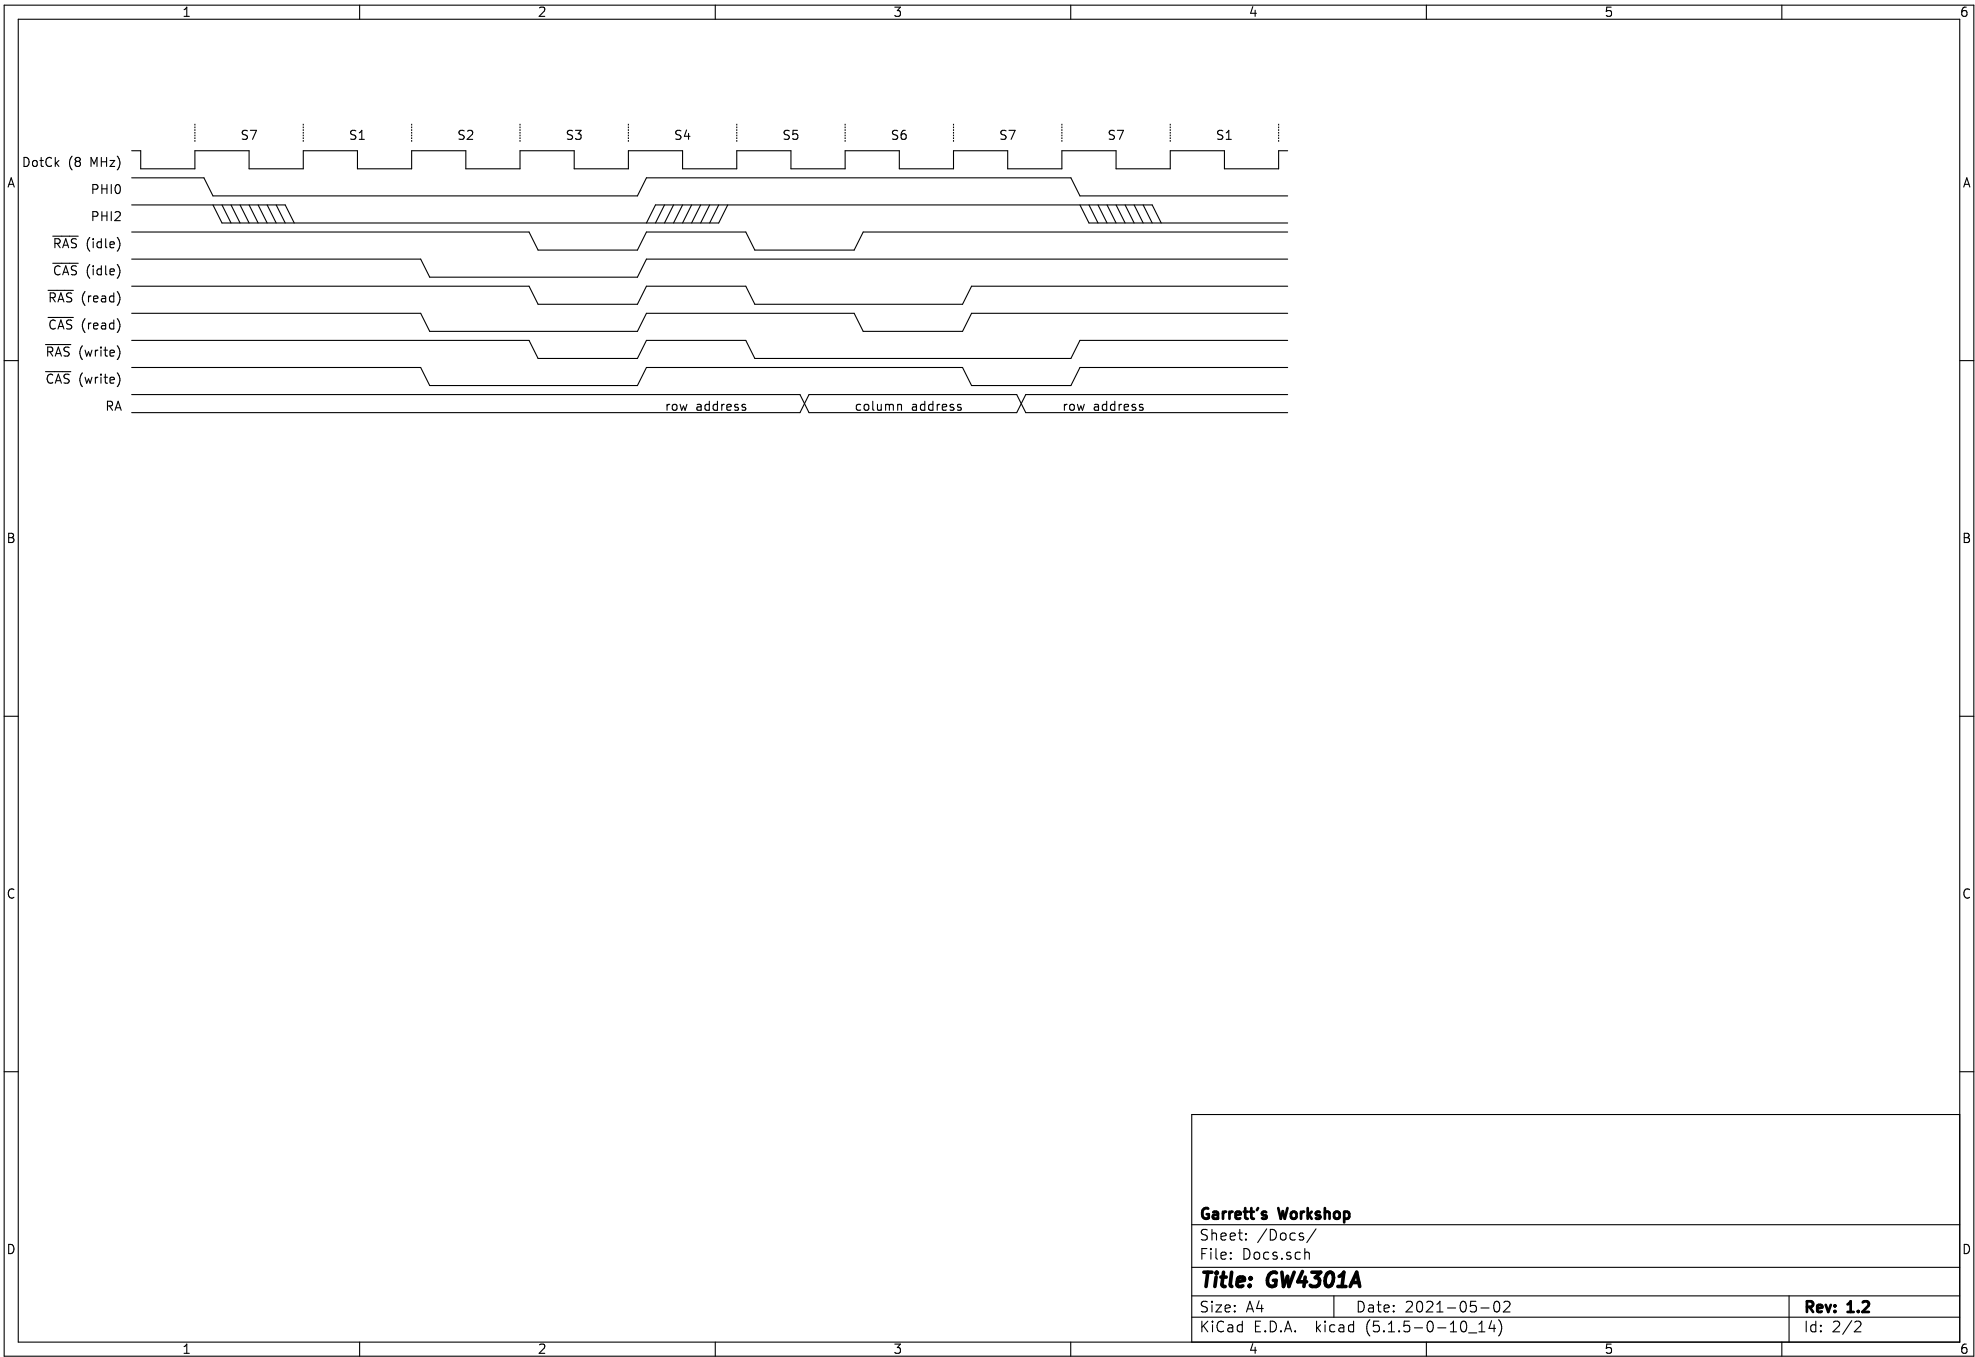 1 2 3 4 5 6
S7 S1 S2 S3 S4 S5 S6 S7 S7 S1
DotCk (8 MHz)
A A
PHI0
PHI2
RAS (idle)
CAS (idle)
RAS (read)
CAS (read)
RAS (write)
CAS (write)
RA row address column address row address
B B
C C
Garrett's Workshop
Sheet: /Docs/
D D
File: Docs.sch
Title: GW4301A
Size: A4 Date: 2021-05-02 Rev: 1.2
KiCad E.D.A. kicad (5.1.5-0-10_14) Id: 2/2
1 2 3 4 5 6